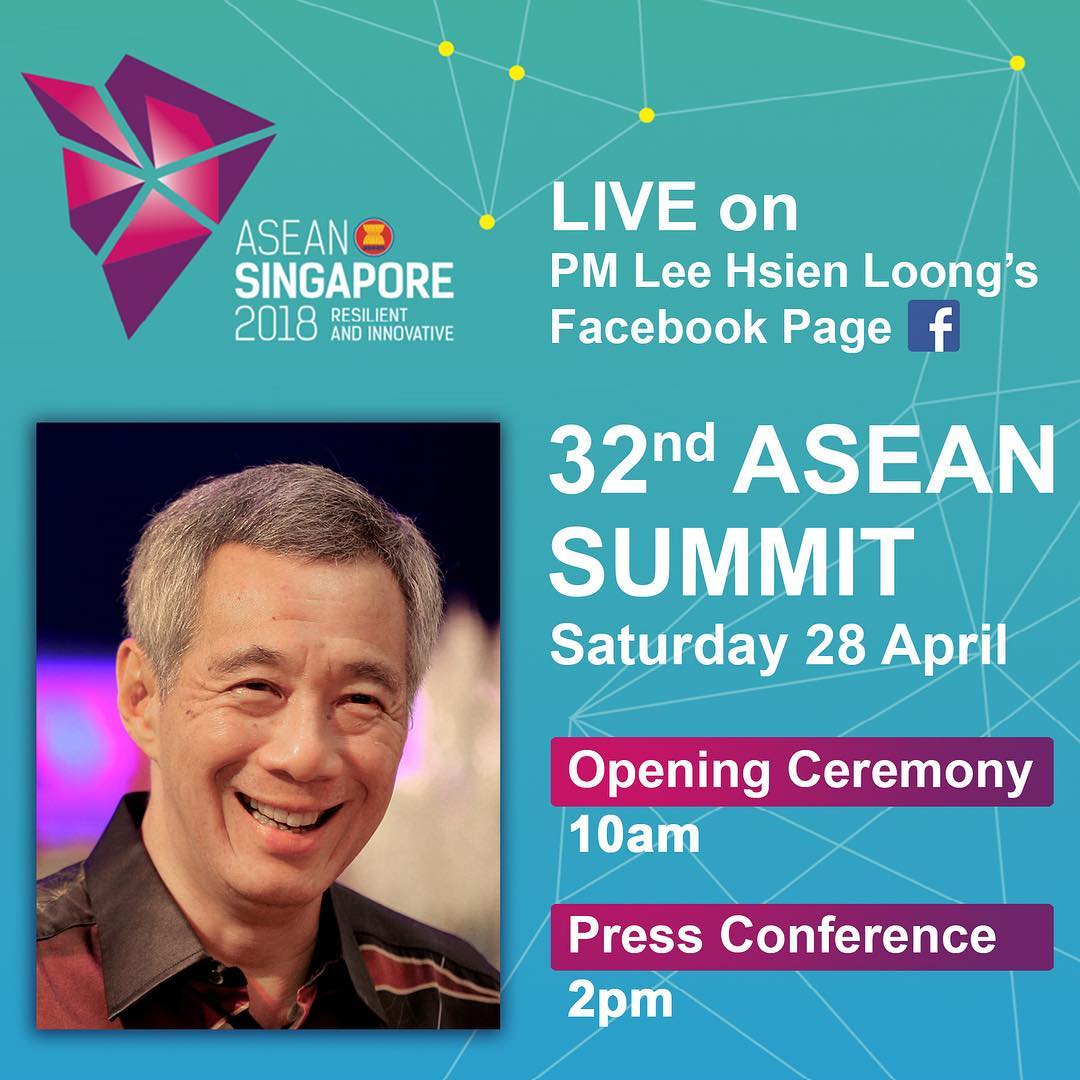 ASEAN
SINGAPORE
2018 RESILIENT
AND INNOVATIVE
LIVE on
PM Lee Hsien Loong’s
Facebook Page f
32nd ASEAN
SUMMIT
Saturday 28 April
Opening Ceremony
10am
Press Conference
2pm